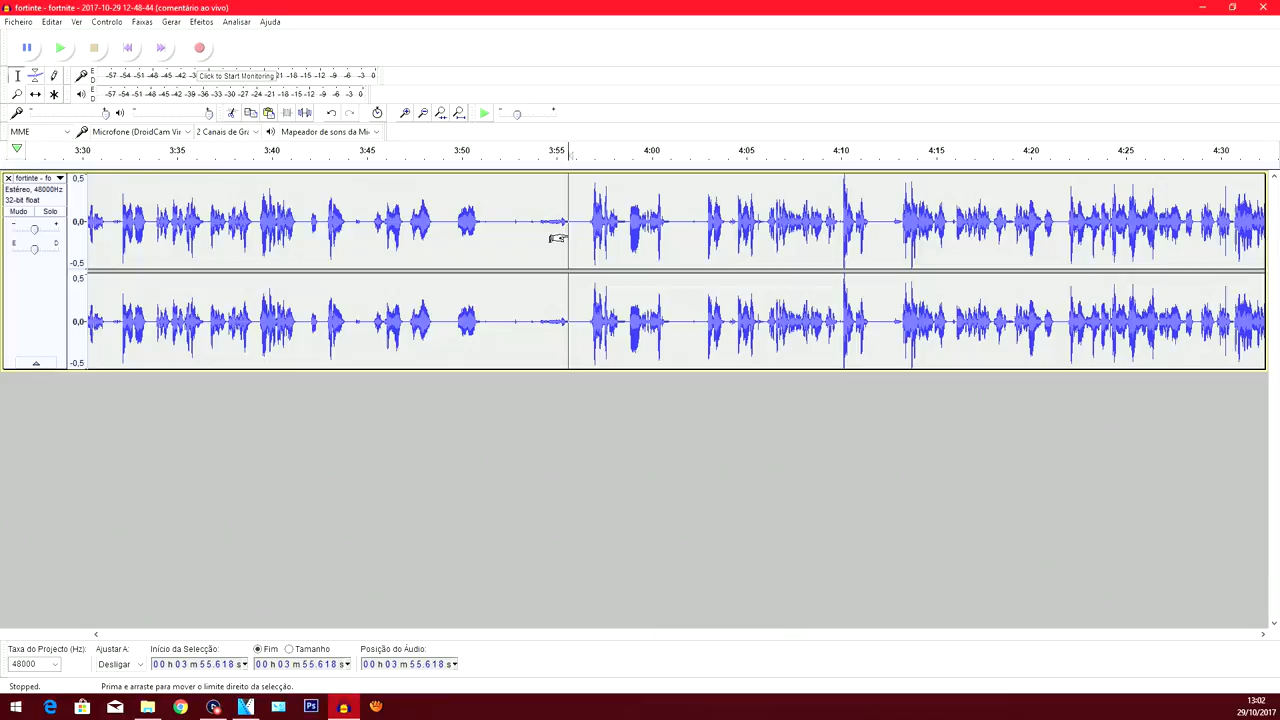 fortinte - fortnite - 2017-10-29 12-48-44 (comentário ao vivo)
Ficheiro Editar Ver Controlo Faixas Gerar Efeitos Analisar Ajuda
E D -57 -54 -51 -48 -45 -42 -3 Click to Start Monitoring 21 -18 -15 -12 -9 -6 -3 0
E D -57 -54 -51 -48 -45 -42 -39 -36 -33 -30 -27 -24 -21 -18 -15 -12 -9 -6 -3 0
MME Microfone (DroidCam Vir 2 Canais de Gra Mapeador de sons da Mi
3:30 3:35 3:40 3:45 3:50 3:55 4:00 4:05 4:10 4:15 4:20 4:25 4:30
fortinte - fo
Estéreo, 48000Hz
32-bit float
Mudo Solo
- +
E D
0,5
0,0
-0,5
0,5
0,0
-0,5
Taxa do Projecto (Hz): Ajustar A: Início da Selecção: Fim Tamanho Posição do Áudio:
48000 Desligar 00 h 03 m 55.618 s 00 h 03 m 55.618 s 00 h 03 m 55.618 s
Stopped. Prima e arraste para mover o limite direito da selecção.
Ps
13:02
29/10/2017